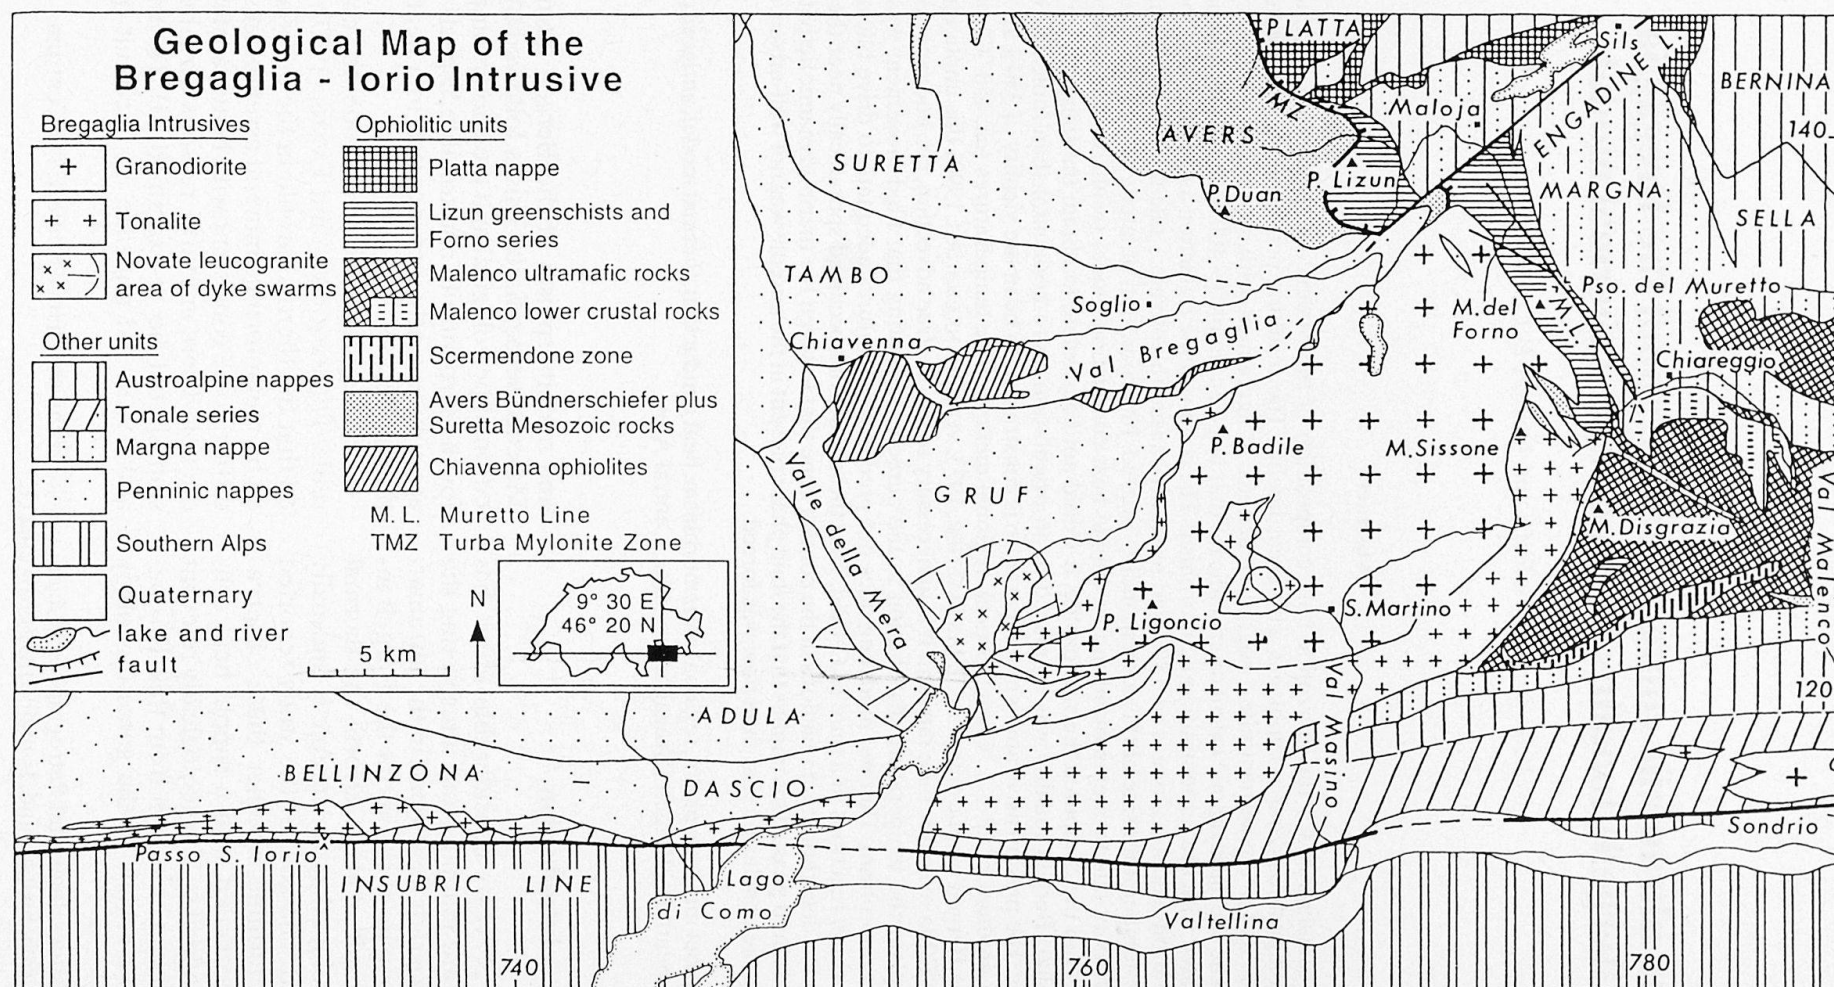 Geological Map of the
Bregaglia - Iorio Intrusive
Bregaglia Intrusives
Granodiorite
Tonalite
Novate leucogranite
area of dyke swarms
Other units
Austroalpine nappes
Tonale series
Margna nappe
Penninic nappes
Southern Alps
Quaternary
lake and river
fault
Ophiolitic units
Platta nappe
Lizun greenschists and
Forno series
Malenco ultramafic rocks
Malenco lower crustal rocks
Scermendone zone
Avers Bündnerschiefer plus
Suretta Mesozoic rocks
Chiavenna ophiolites
M.L. Muretto Line
TMZ Turba Mylonite Zone
5 km
N
9° 30 E
46° 20 N
PLATTA
Sils
BERNINA
TMZ
Maloja
ENGADINE L.
140
AVERS
SURETTA
P. Lizun
P. Duan
MARGNA
SELLA
TAMBO
Soglio
Pso. del Muretto
M. del
Forno
M L
Chiavenna
Val Bregaglia
Chiareggio
P. Badile
M. Sissone
Valle della Mera
GRUF
M. Disgrazia
Val Malenco
P. Ligoncio
S. Martino
Val Masino
120
ADULA
BELLINZONA
DASCIO
Passo S. Iorio
x
Sondrio
INSUBRIC LINE
Lago
di Como
Valtellina
740
760
780